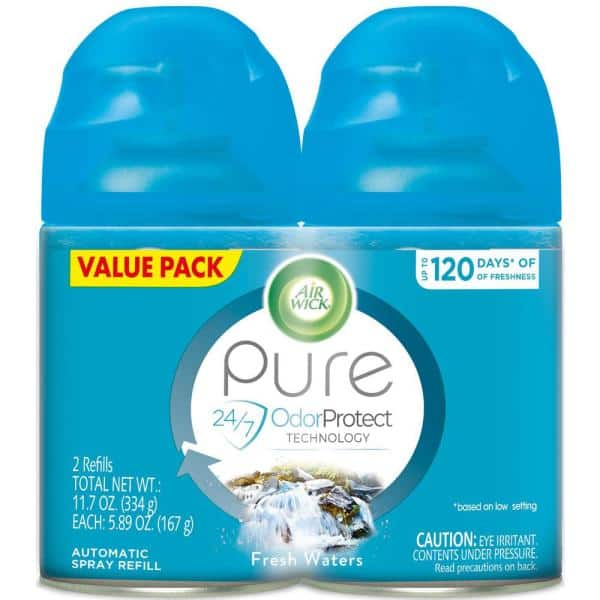 VALUE PACK
UP TO 120 DAYS* OF
OF FRESHNESS
AIR
WICK®
Pure
24/7 OdorProtect
TECHNOLOGY
2 Refills
TOTAL NET WT.:
11.7 OZ. (334 g)
EACH: 5.89 OZ. (167 g)
AUTOMATIC
SPRAY REFILL
Fresh Waters
*based on low setting
CAUTION: EYE IRRITANT.
CONTENTS UNDER PRESSURE.
Read precautions on back.